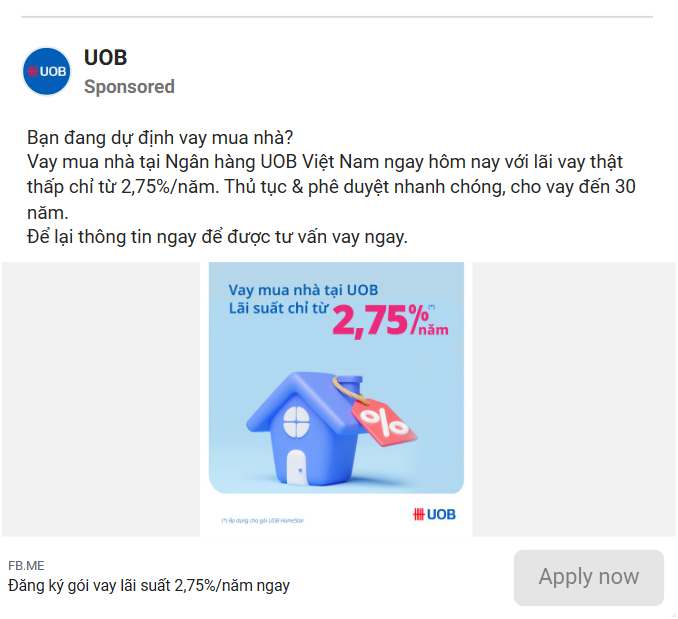 UOB
UOB
Sponsored
Bạn đang dự định vay mua nhà?
Vay mua nhà tại Ngân hàng UOB Việt Nam ngay hôm nay với lãi vay thật
thấp chỉ từ 2,75%/năm. Thủ tục & phê duyệt nhanh chóng, cho vay đến 30
năm.
Để lại thông tin ngay để được tư vấn vay ngay.
Vay mua nhà tại UOB
Lãi suất chỉ từ 2,75%(*)/năm
%
(*) Áp dụng cho gói UOB HomeStar
UOB
FB.ME
Đăng ký gói vay lãi suất 2,75%/năm ngay
Apply now